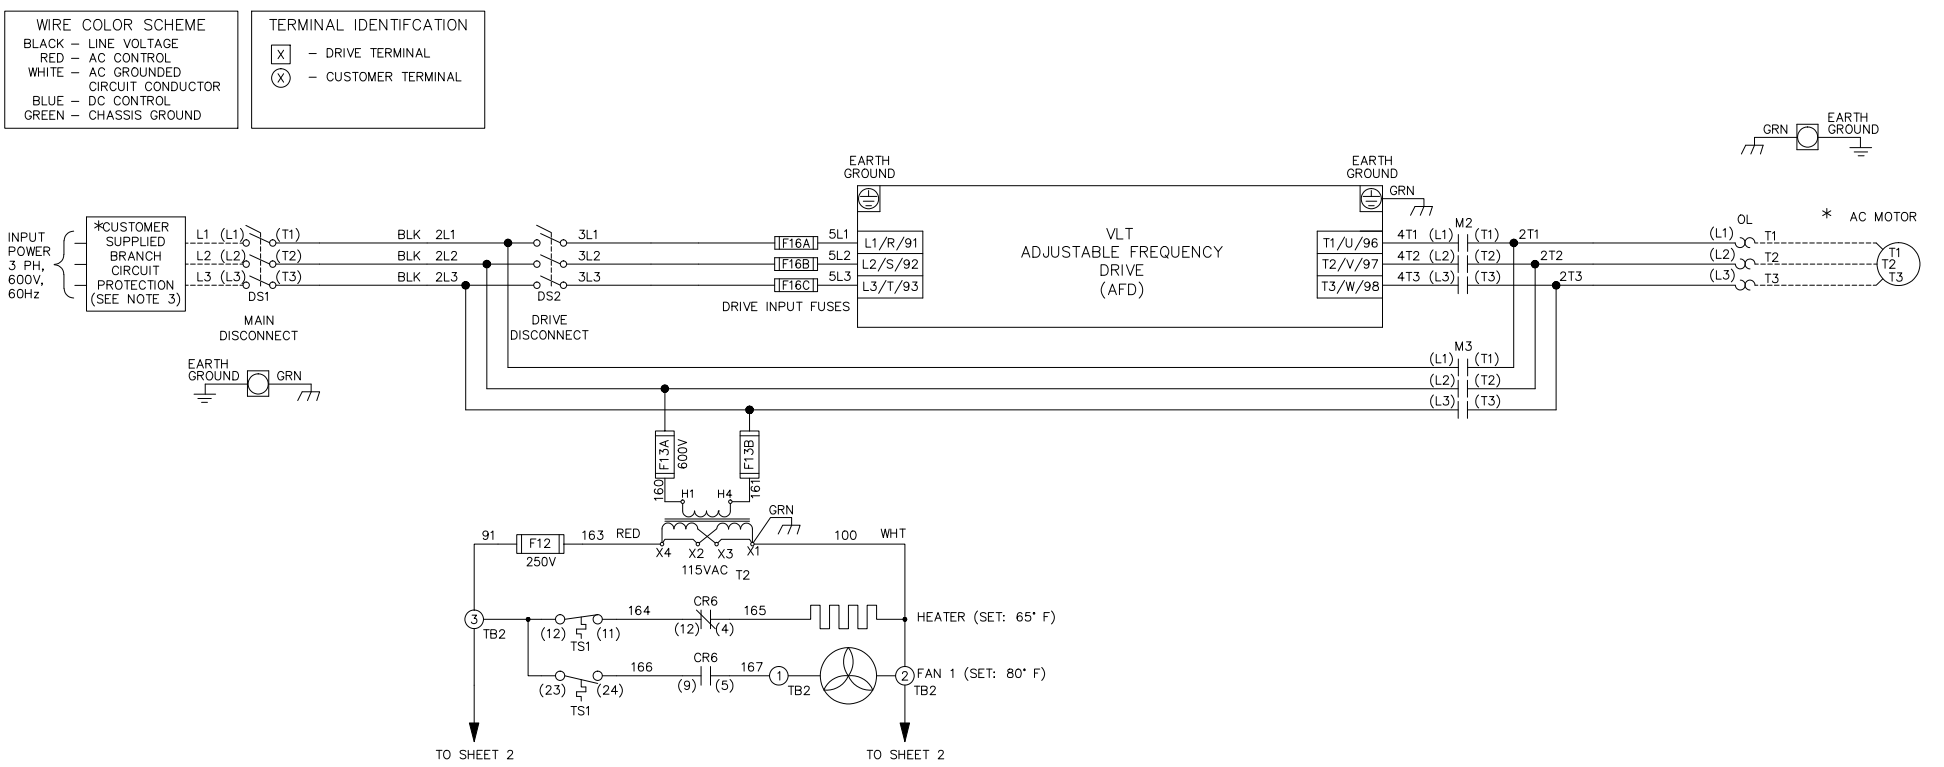 WIRE COLOR SCHEME
BLACK – LINE VOLTAGE
RED – AC CONTROL
WHITE – AC GROUNDED
CIRCUIT CONDUCTOR
BLUE – DC CONTROL
GREEN – CHASSIS GROUND
TERMINAL IDENTIFCATION
X – DRIVE TERMINAL
X – CUSTOMER TERMINAL
GRN
EARTH
GROUND
EARTH
GROUND
EARTH
GROUND
GRN
INPUT
POWER
3 PH,
600V,
60Hz
*CUSTOMER
SUPPLIED
BRANCH
CIRCUIT
PROTECTION
(SEE NOTE 3)
L1 (L1) (T1) BLK 2L1 3L1 F16A 5L1 L1/R/91
L2 (L2) (T2) BLK 2L2 3L2 F16B 5L2 L2/S/92
L3 (L3) (T3) BLK 2L3 3L3 F16C 5L3 L3/T/93
DS1
MAIN
DISCONNECT
DS2
DRIVE
DISCONNECT
DRIVE INPUT FUSES
VLT
ADJUSTABLE FREQUENCY
DRIVE
(AFD)
M2
T1/U/96 4T1 (L1) (T1) 2T1
T2/V/97 4T2 (L2) (T2) 2T2
T3/W/98 4T3 (L3) (T3) 2T3
OL
(L1) T1
(L2) T2
(L3) T3
* AC MOTOR
T1
T2
T3
EARTH
GROUND
GRN
M3
(L1) (T1)
(L2) (T2)
(L3) (T3)
F13A
600V
F13B
160
161
H1 H4
GRN
91 F12 163 RED
250V
X4 X2 X3 X1
115VAC T2
100 WHT
3
TB2
(12) (11)
TS1
164
CR6
(12) (4)
165
HEATER (SET: 65° F)
(23) (24)
TS1
166
CR6
(9) (5)
167
1
TB2
2
TB2
FAN 1 (SET: 80° F)
TO SHEET 2
TO SHEET 2